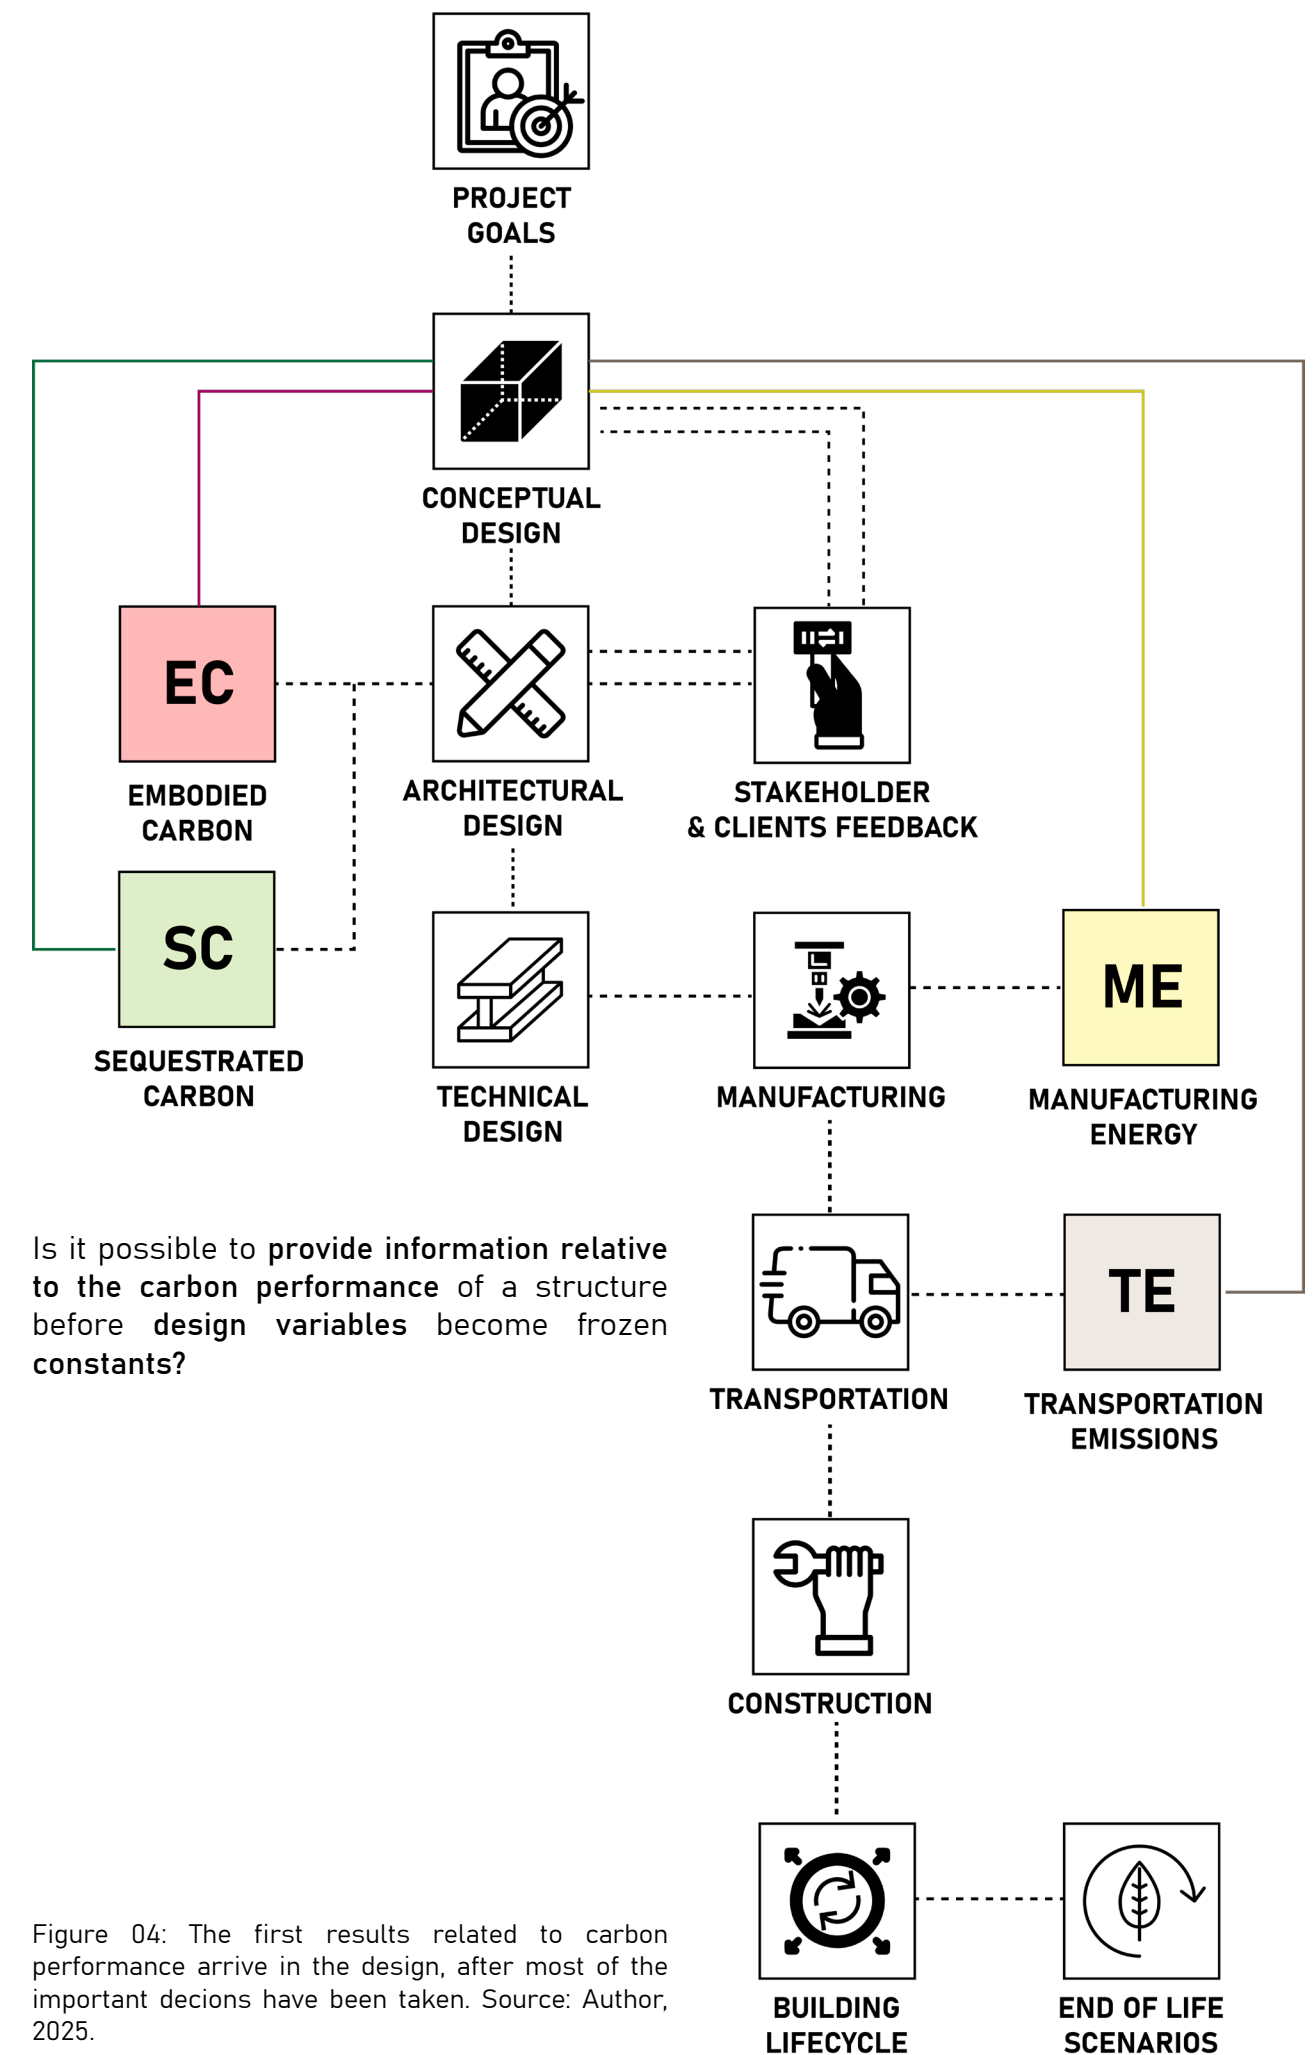 PROJECT
GOALS
CONCEPTUAL
DESIGN
EC
EMBODIED
CARBON
ARCHITECTURAL
DESIGN
STAKEHOLDER
& CLIENTS FEEDBACK
SC
SEQUESTRATED
CARBON
TECHNICAL
DESIGN
MANUFACTURING
ME
MANUFACTURING
ENERGY
Is it possible to provide information relative
to the carbon performance of a structure
before design variables become frozen
constants?
TRANSPORTATION
TE
TRANSPORTATION
EMISSIONS
CONSTRUCTION
Figure 04: The first results related to carbon
performance arrive in the design, after most of the
important decions have been taken. Source: Author,
2025.
BUILDING
LIFECYCLE
END OF LIFE
SCENARIOS